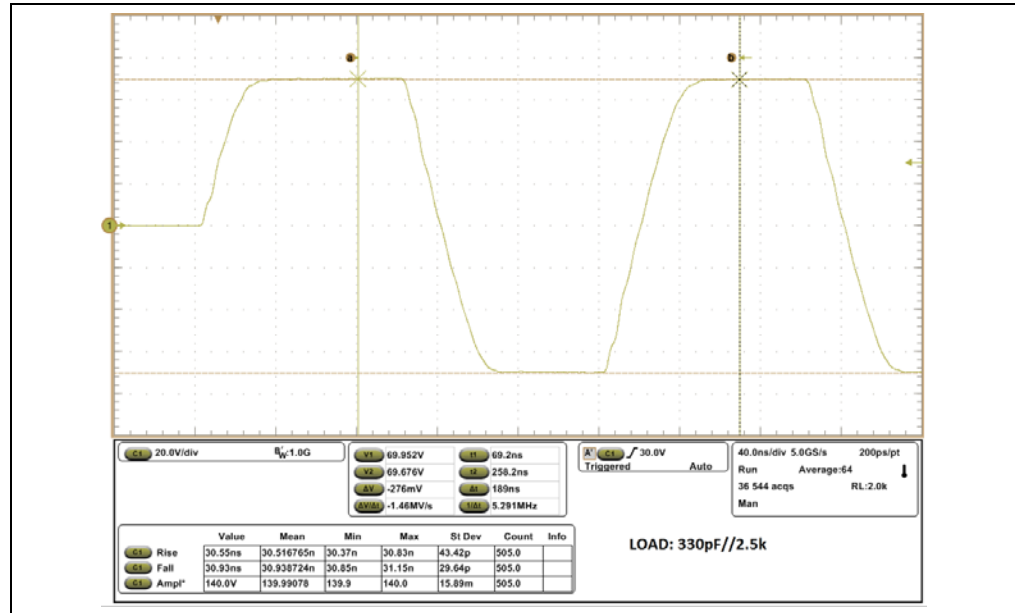 a
b
1
C1 20.0V/div BW:1.0G
V1 69.952V t1 69.2ns
V2 69.676V t2 258.2ns
ΔV -276mV Δt 189ns
ΔV/Δt -1.46MV/s 1/Δt 5.291MHz
A' C1 30.0V
Triggered Auto
40.0ns/div 5.0GS/s 200ps/pt
Run Average:64
36 544 acqs RL:2.0k
Man
Value Mean Min Max St Dev Count Info
C1 Rise 30.55ns 30.516765n 30.37n 30.83n 43.42p 505.0
C1 Fall 30.93ns 30.938724n 30.85n 31.15n 29.64p 505.0
C1 Ampl* 140.0V 139.99078 139.9 140.0 15.89m 505.0
LOAD: 330pF//2.5k